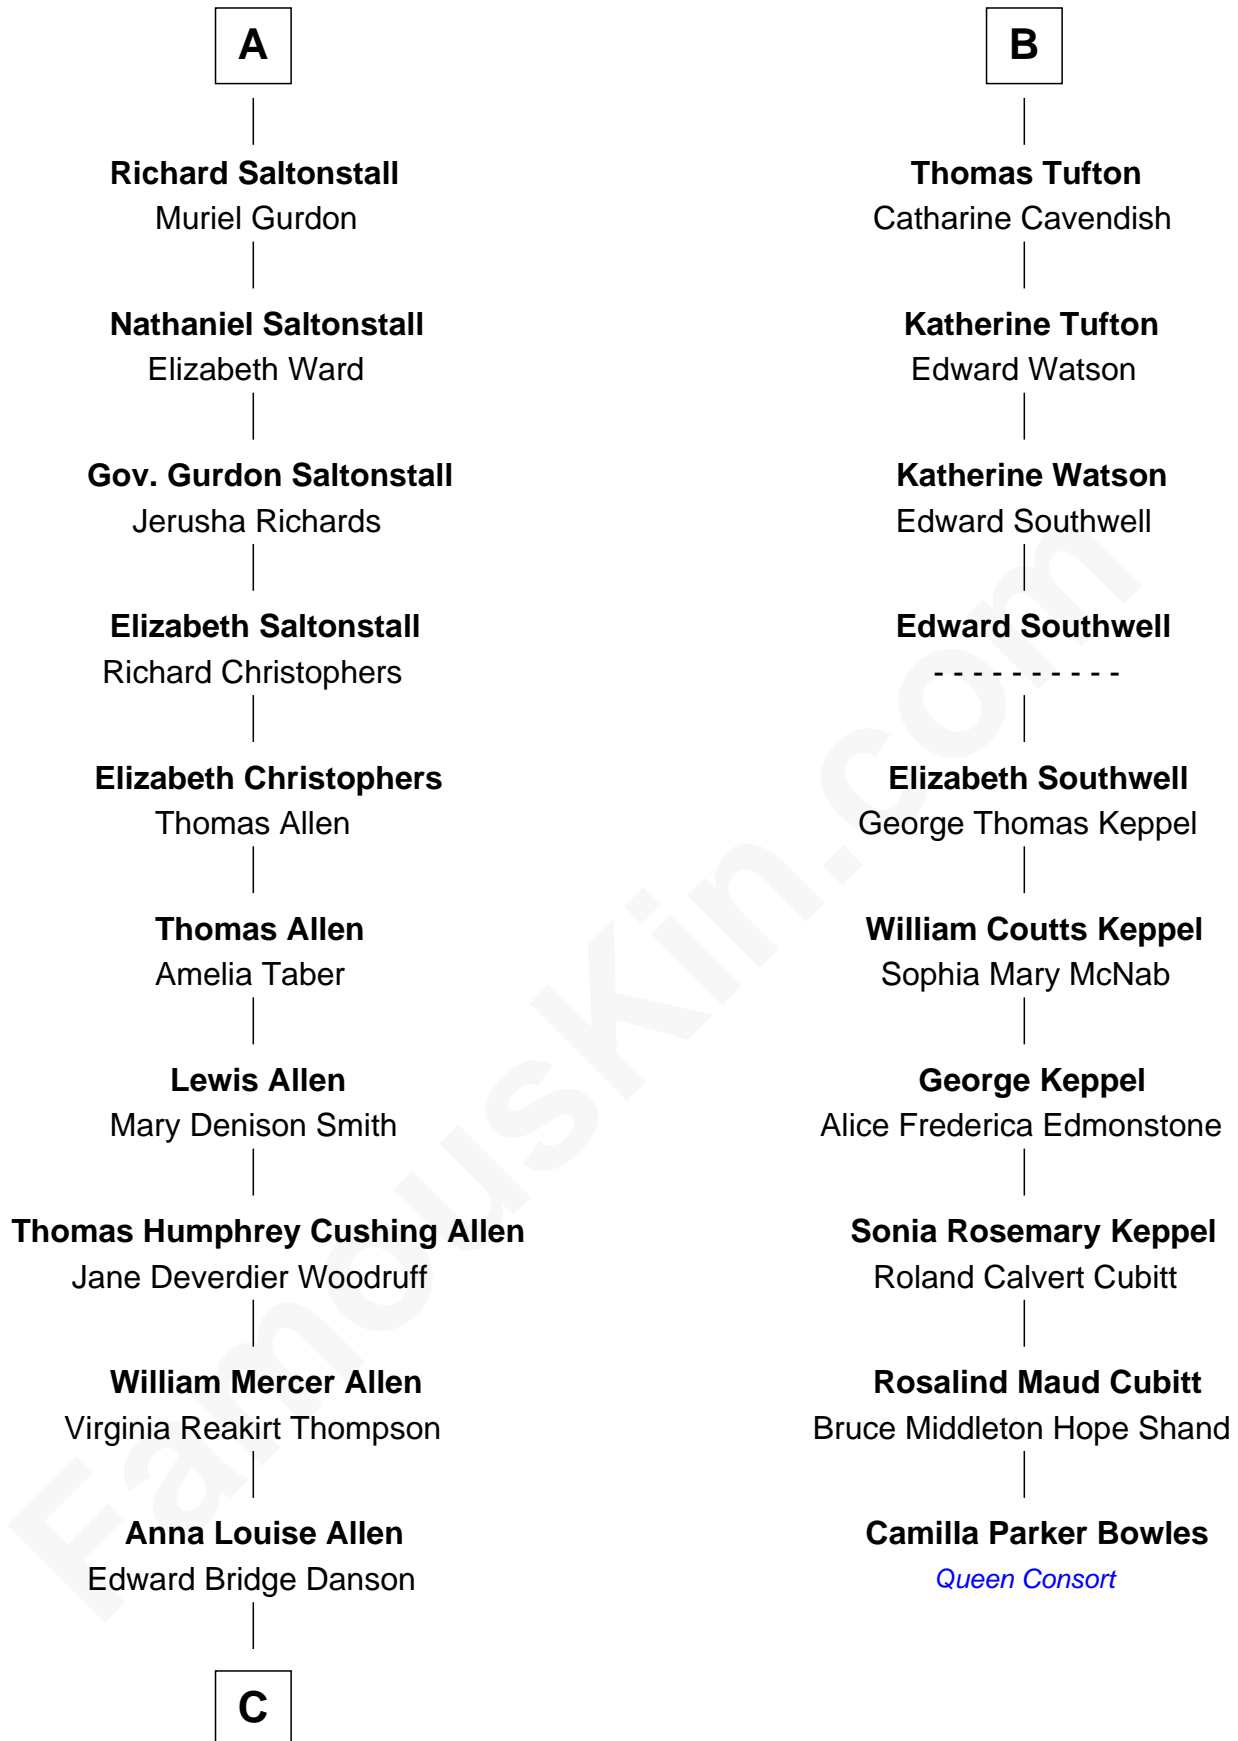 A
Richard Saltonstall
Muriel Gurdon
Nathaniel Saltonstall
Elizabeth Ward
Gov. Gurdon Saltonstall
Jerusha Richards
Elizabeth Saltonstall
Richard Christophers
Elizabeth Christophers
Thomas Allen
Thomas Allen
Amelia Taber
Lewis Allen
Mary Denison Smith
Thomas Humphrey Cushing Allen
Jane Deverdier Woodruff
William Mercer Allen
Virginia Reakirt Thompson
Anna Louise Allen
Edward Bridge Danson
C
B
Thomas Tufton
Catharine Cavendish
Katherine Tufton
Edward Watson
Katherine Watson
Edward Southwell
Edward Southwell
- - - - - - - - - -
Elizabeth Southwell
George Thomas Keppel
William Coutts Keppel
Sophia Mary McNab
George Keppel
Alice Frederica Edmonstone
Sonia Rosemary Keppel
Roland Calvert Cubitt
Rosalind Maud Cubitt
Bruce Middleton Hope Shand
Camilla Parker Bowles
Queen Consort
FamousKin.com